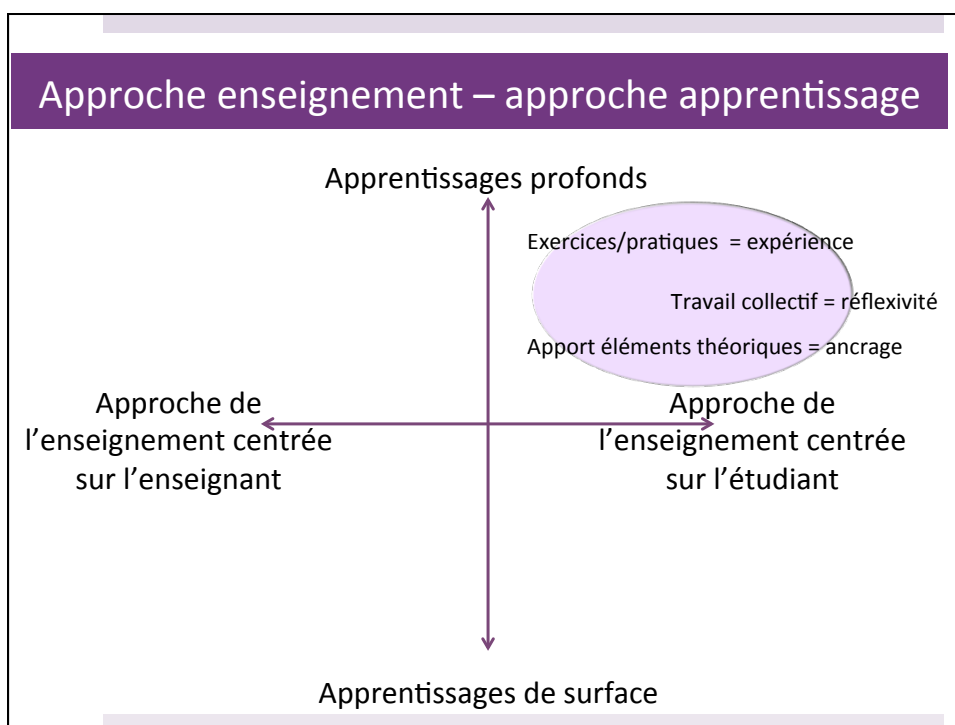 Approche enseignement – approche apprentissage
Apprentissages profonds
Exercices/pratiques = expérience
Travail collectif = réflexivité
Apport éléments théoriques = ancrage
Approche de
l’enseignement centrée
sur l’enseignant
Approche de
l’enseignement centrée
sur l’étudiant
Apprentissages de surface